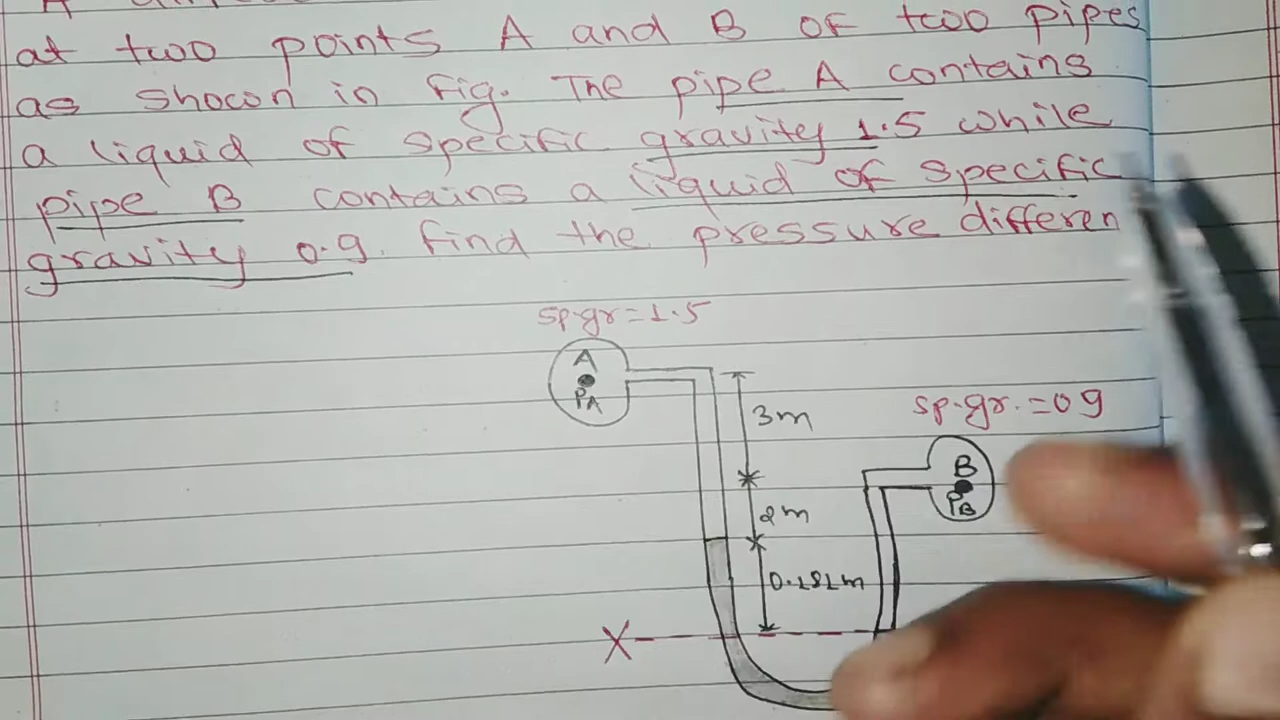 at two points A and B of two pipes
as shown in fig. The pipe A contains
a liquid of specific gravity 1.5 while
pipe B contains a liquid of specific
gravity 0.9. find the pressure differen
sp.gr=1.5
A
PA
3m
sp.gr.=0.9
B
PB
2m
X